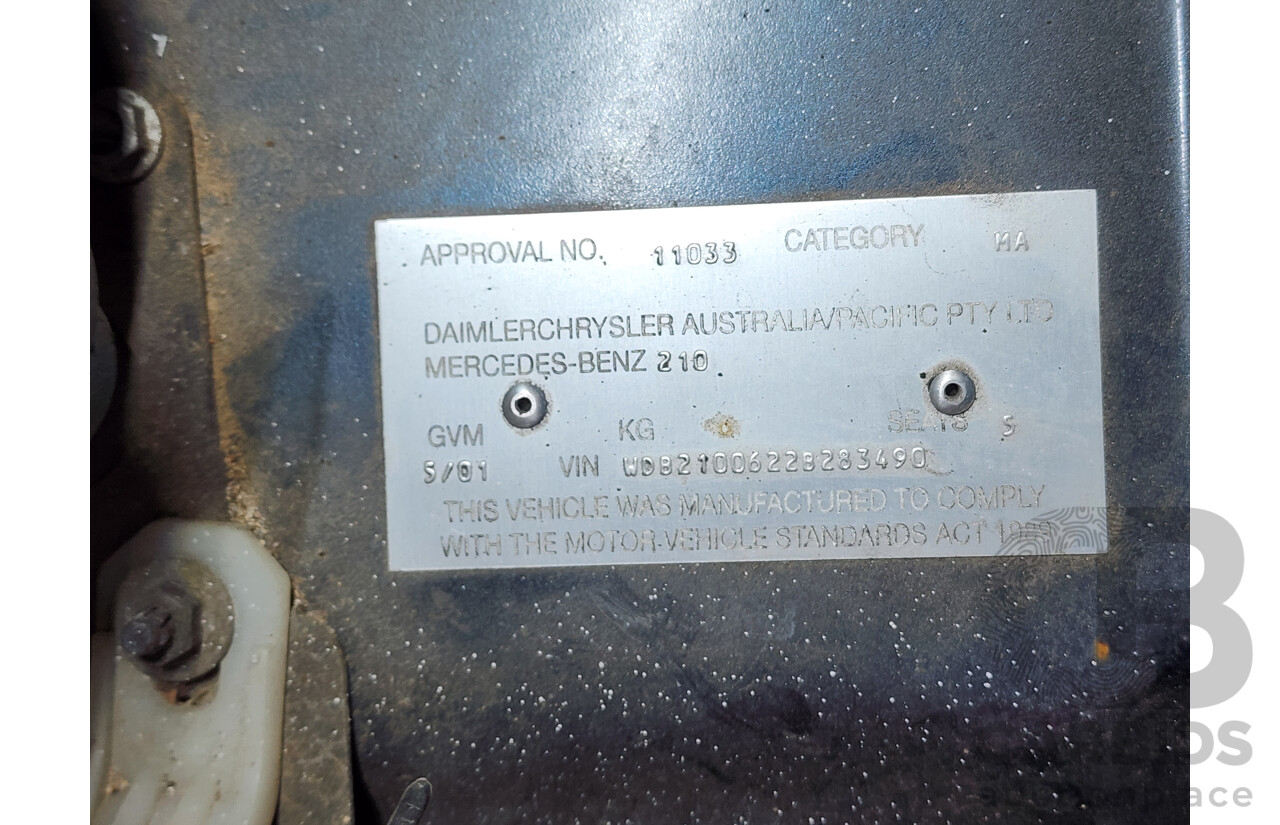 APPROVAL NO. 11033 CATEGORY MA
DAIMLERCHRYSLER AUSTRALIA/PACIFIC PTY LTD
MERCEDES-BENZ 210
GVM KG SEATS 5
5/01 VIN WDB2100622B283490
THIS VEHICLE WAS MANUFACTURED TO COMPLY
WITH THE MOTOR VEHICLE STANDARDS ACT
B